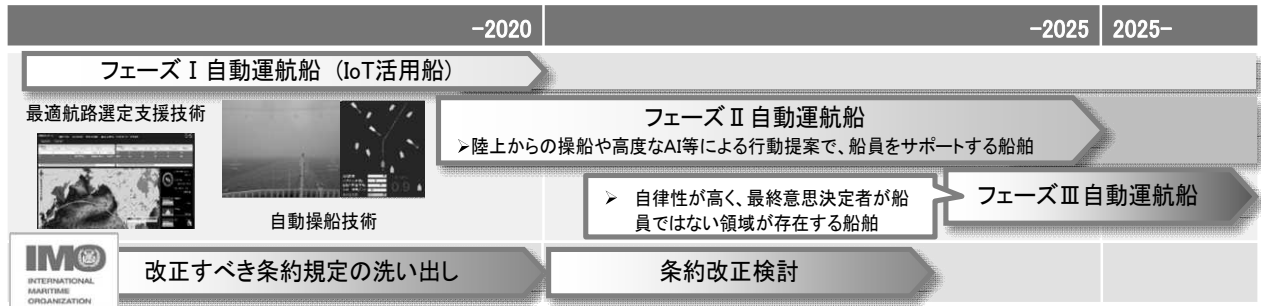 -2020
-2025
2025-
フェーズⅠ自動運航船（IoT活用船）
最適航路選定支援技術
自動操船技術
フェーズⅡ自動運航船
➢陸上からの操船や高度なAI等による行動提案で、船員をサポートする船舶
➢ 自律性が高く、最終意思決定者が船
員ではない領域が存在する船舶
フェーズⅢ自動運航船
IMO
INTERNATIONAL
MARITIME
ORGANIZATION
改正すべき条約規定の洗い出し
条約改正検討